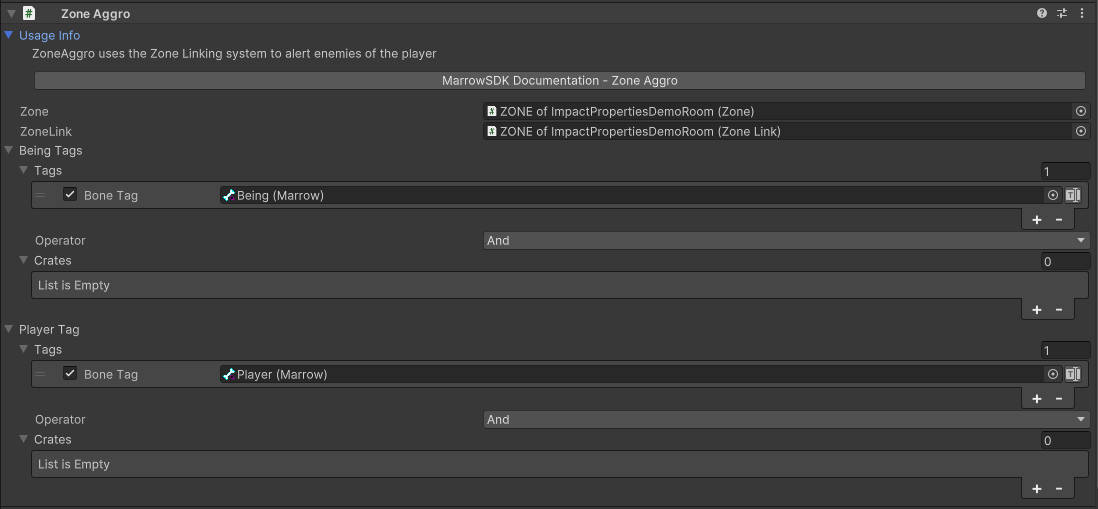 Zone Aggro
Usage Info
ZoneAggro uses the Zone Linking system to alert enemies of the player
MarrowSDK Documentation - Zone Aggro
Zone
ZONE of ImpactPropertiesDemoRoom (Zone)
ZoneLink
ZONE of ImpactPropertiesDemoRoom (Zone Link)
Being Tags
Tags 1
Bone Tag Being (Marrow)
+ -
Operator And
Crates 0
List is Empty
+ -
Player Tag
Tags 1
Bone Tag Player (Marrow)
+ -
Operator And
Crates 0
List is Empty
+ -